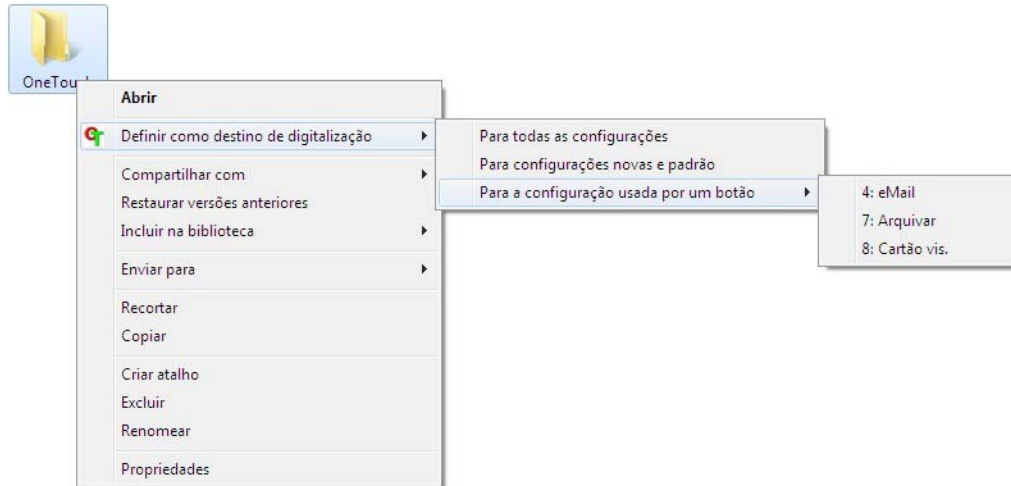 OneTou
Abrir
Definir como destino de digitalização
Compartilhar com
Restaurar versões anteriores
Incluir na biblioteca
Enviar para
Recortar
Copiar
Criar atalho
Excluir
Renomear
Propriedades
Para todas as configurações
Para configurações novas e padrão
Para a configuração usada por um botão
4: eMail
7: Arquivar
8: Cartão vis.